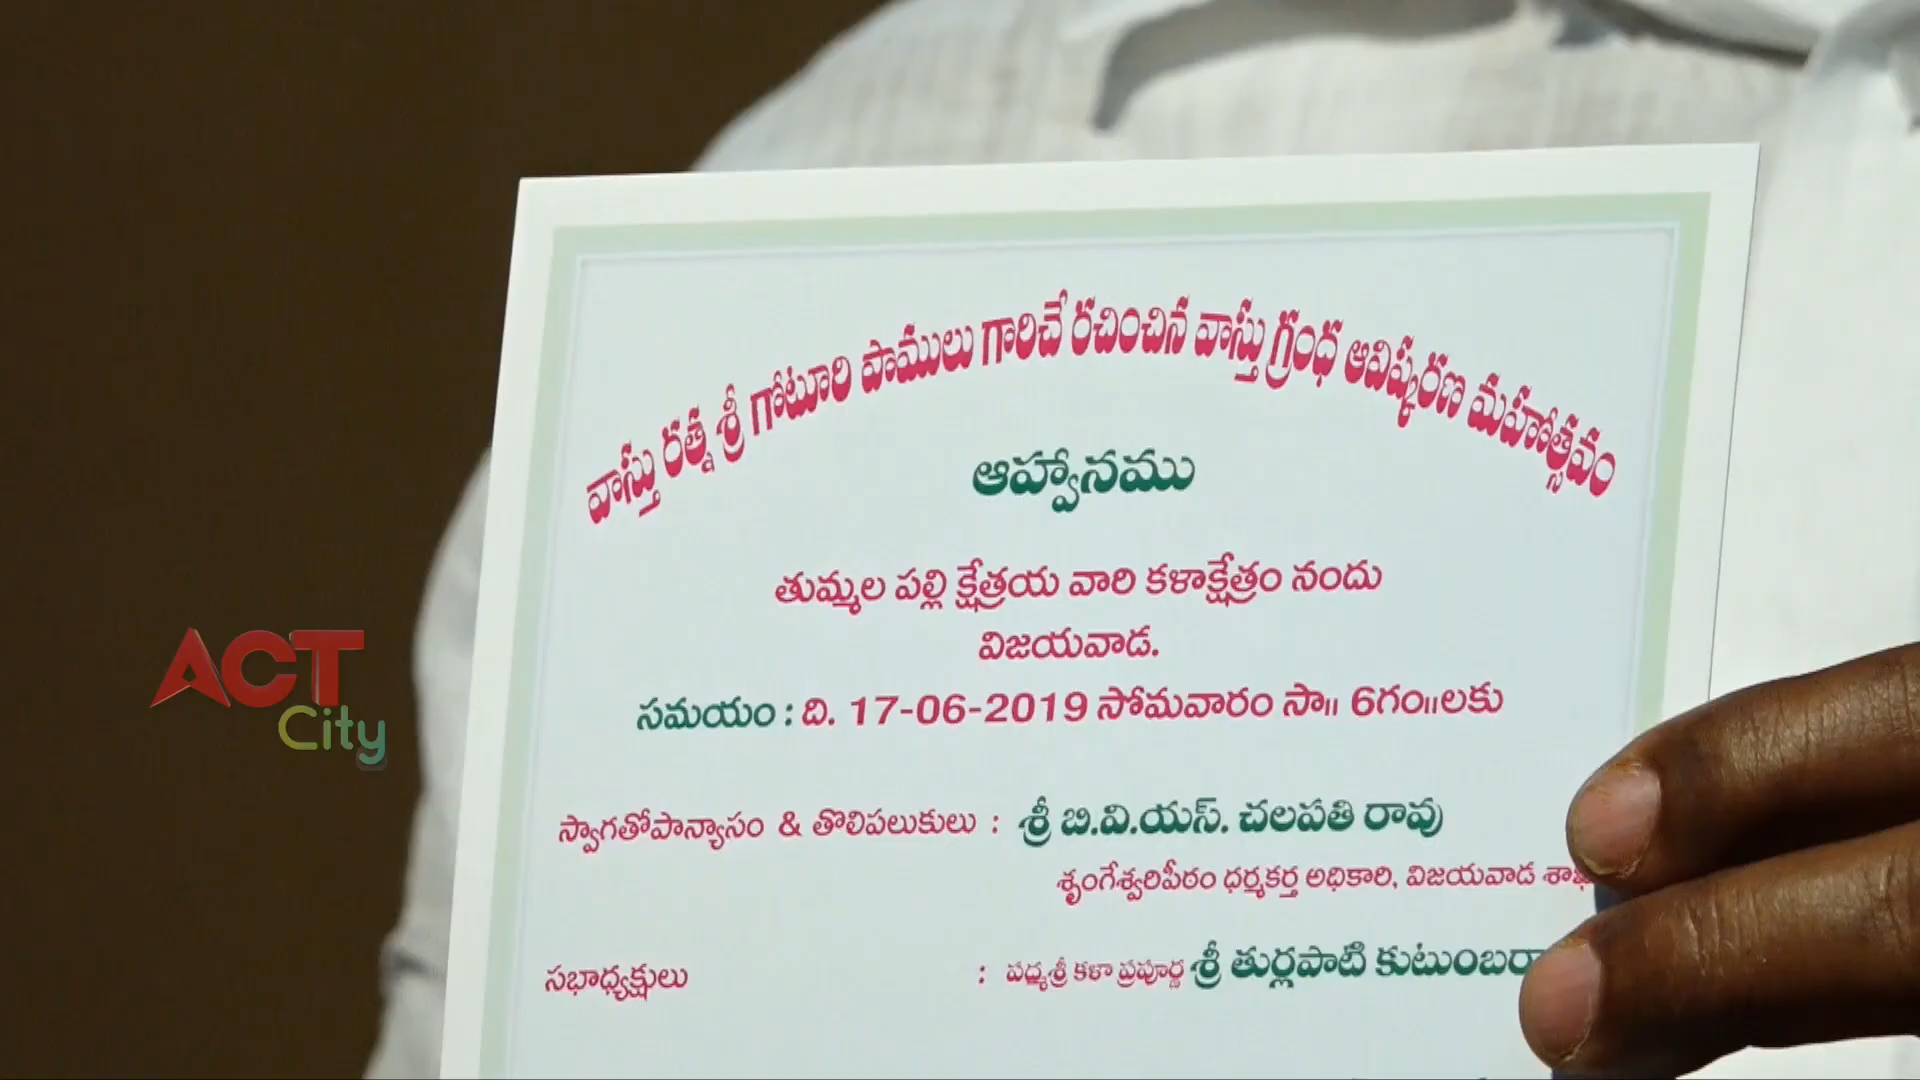 వాస్తు రత్న శ్రీ గోటూరి పాములు గారిచే రచించిన వాస్తు గ్రంధ ఆవిష్కరణ మహోత్సవం
ఆహ్వానము
తుమ్మల పల్లి క్షేత్రయ వారి కళాక్షేత్రం నందు
విజయవాడ.
సమయం : ది. 17-06-2019 సోమవారం సా॥ 6గం॥లకు
స్వాగతోపాన్యాసం & తొలిపలుకులు : శ్రీ బి.వి.యస్. చలపతి రావు
శృంగేశ్వరిపీఠం ధర్మకర్త అధికారి, విజయవాడ
సభాధ్యక్షులు : పద్మశ్రీ కళా ప్రపూర్ణ శ్రీ తుర్లపాటి
ACT
City